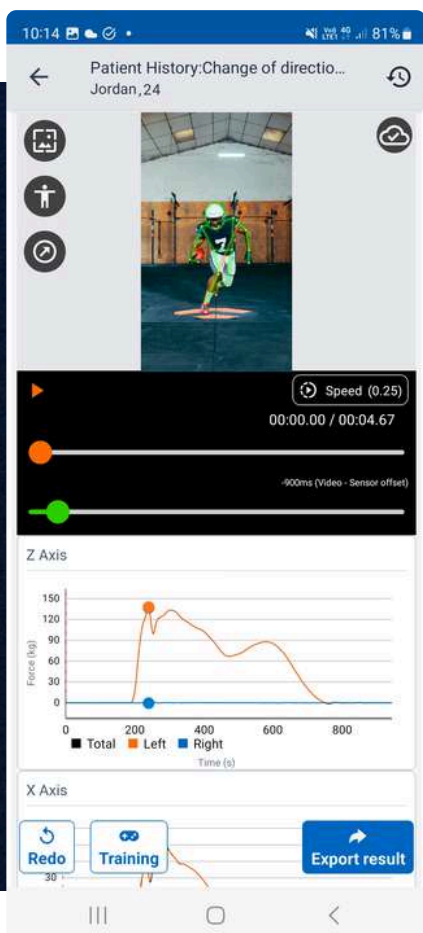 10:14
81%
Patient History:Change of directio...
Jordan,24
7
Speed (0.25)
00:00.00 / 00:04.67
-900ms (Video - Sensor offset)
Z Axis
150
120
90
60
30
0
Force (kg)
0 200 400 600 800
Total Left Right
Time (s)
X Axis
Redo
Training
Export result
30